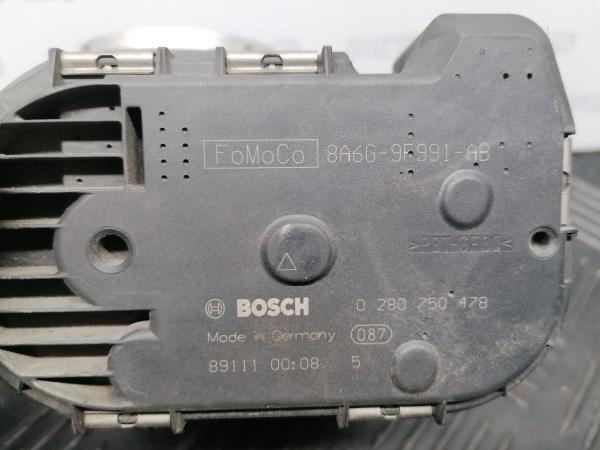 FoMoCo 8A6G-9F991-AB
>PBT-GF30<
BOSCH 0 280 750 478
Made in Germany 087
89111 00:08 5